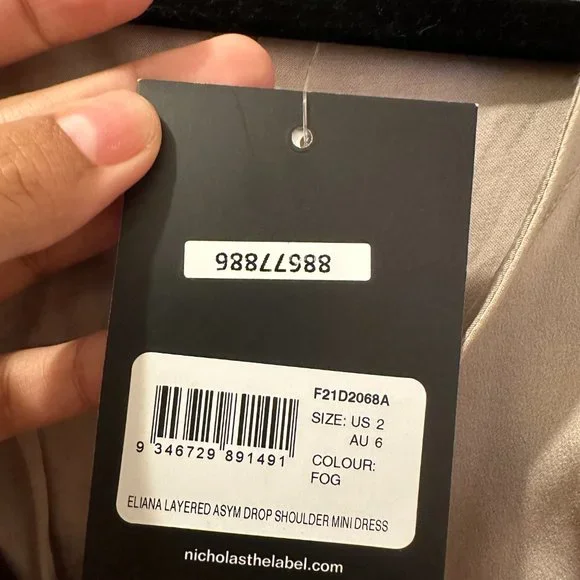 88577886
F21D2068A
SIZE: US 2
AU 6
COLOUR:
FOG
9 346729 891491
ELIANA LAYERED ASYM DROP SHOULDER MINI DRESS
nicholasthelabel.com